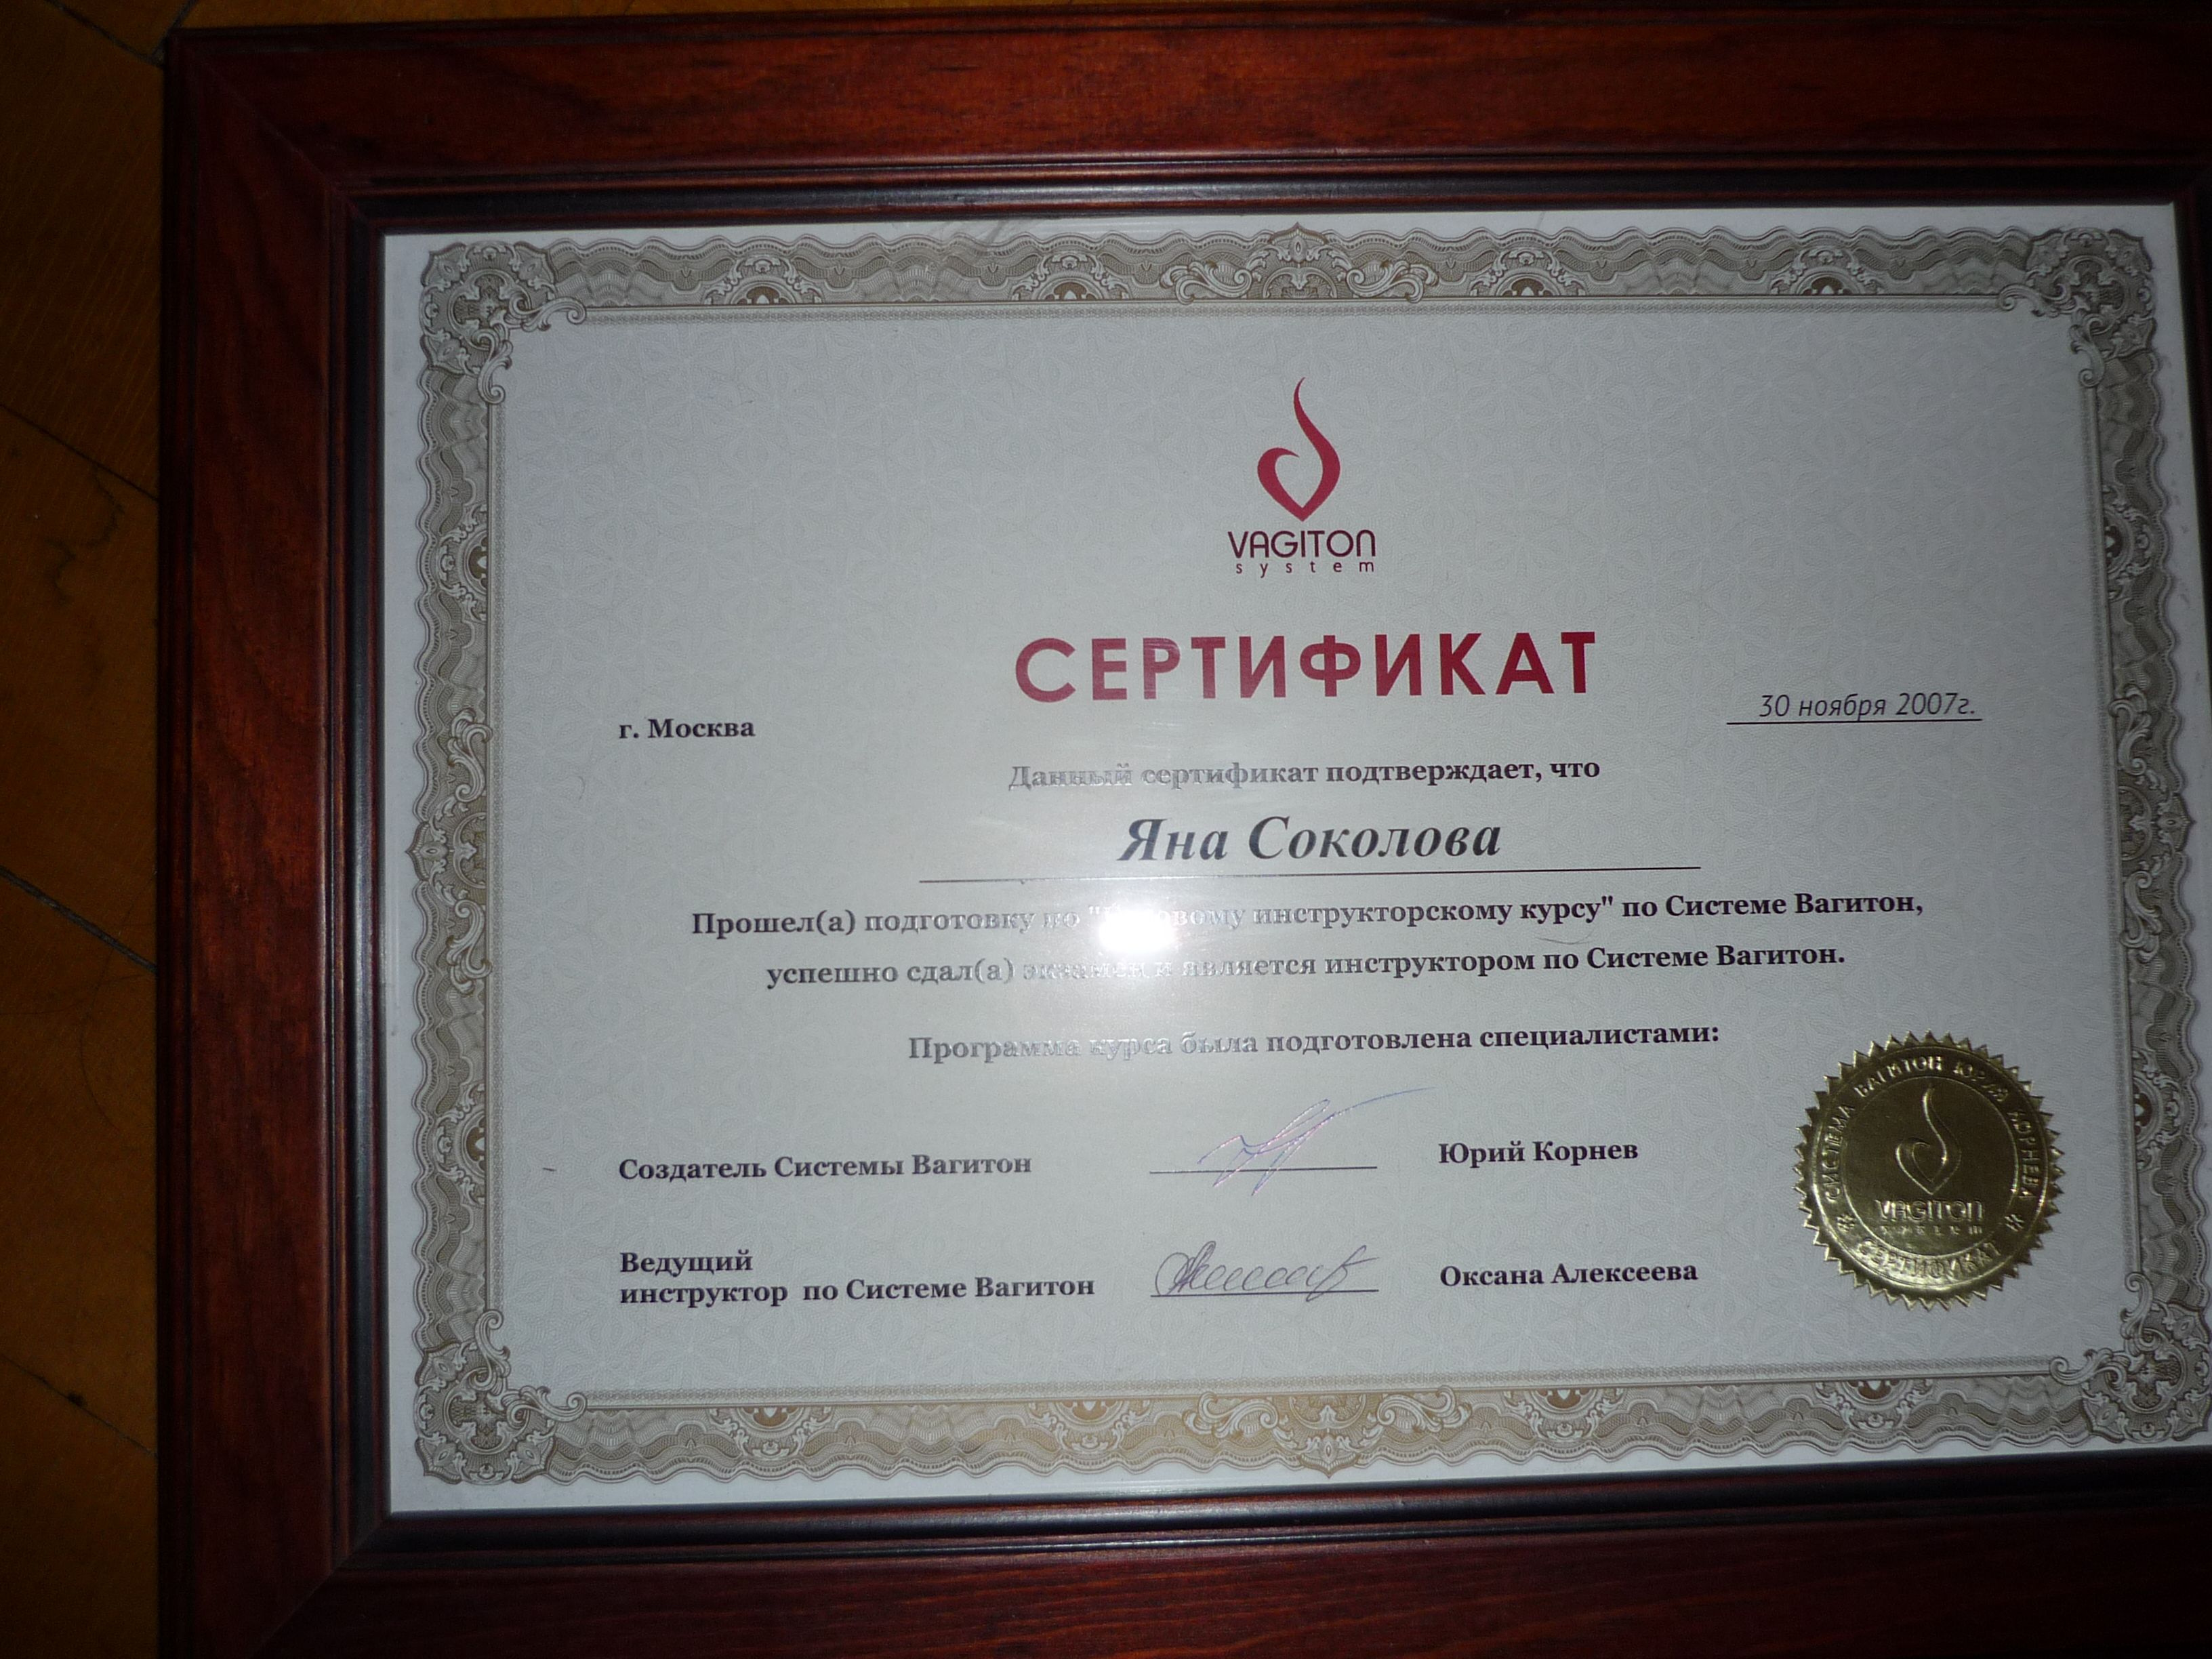 VAGITON
system
СЕРТИФИКАТ
г. Москва
30 ноября 2007г.
Данный сертификат подтверждает, что
Яна Соколова
Прошел(а) подготовку по инструкторскому курсу" по Системе Вагитон,
успешно сдал(а) экзамен и является инструктором по Системе Вагитон.
Программа курса была подготовлена специалистами:
Создатель Системы Вагитон
Юрий Корнев
Ведущий
инструктор по Системе Вагитон
Оксана Алексеева
СИСТЕМА ВАГИТОН ЮРИЯ КОРНЕВА
VAGITON
system
СЕРТИФИКАТ